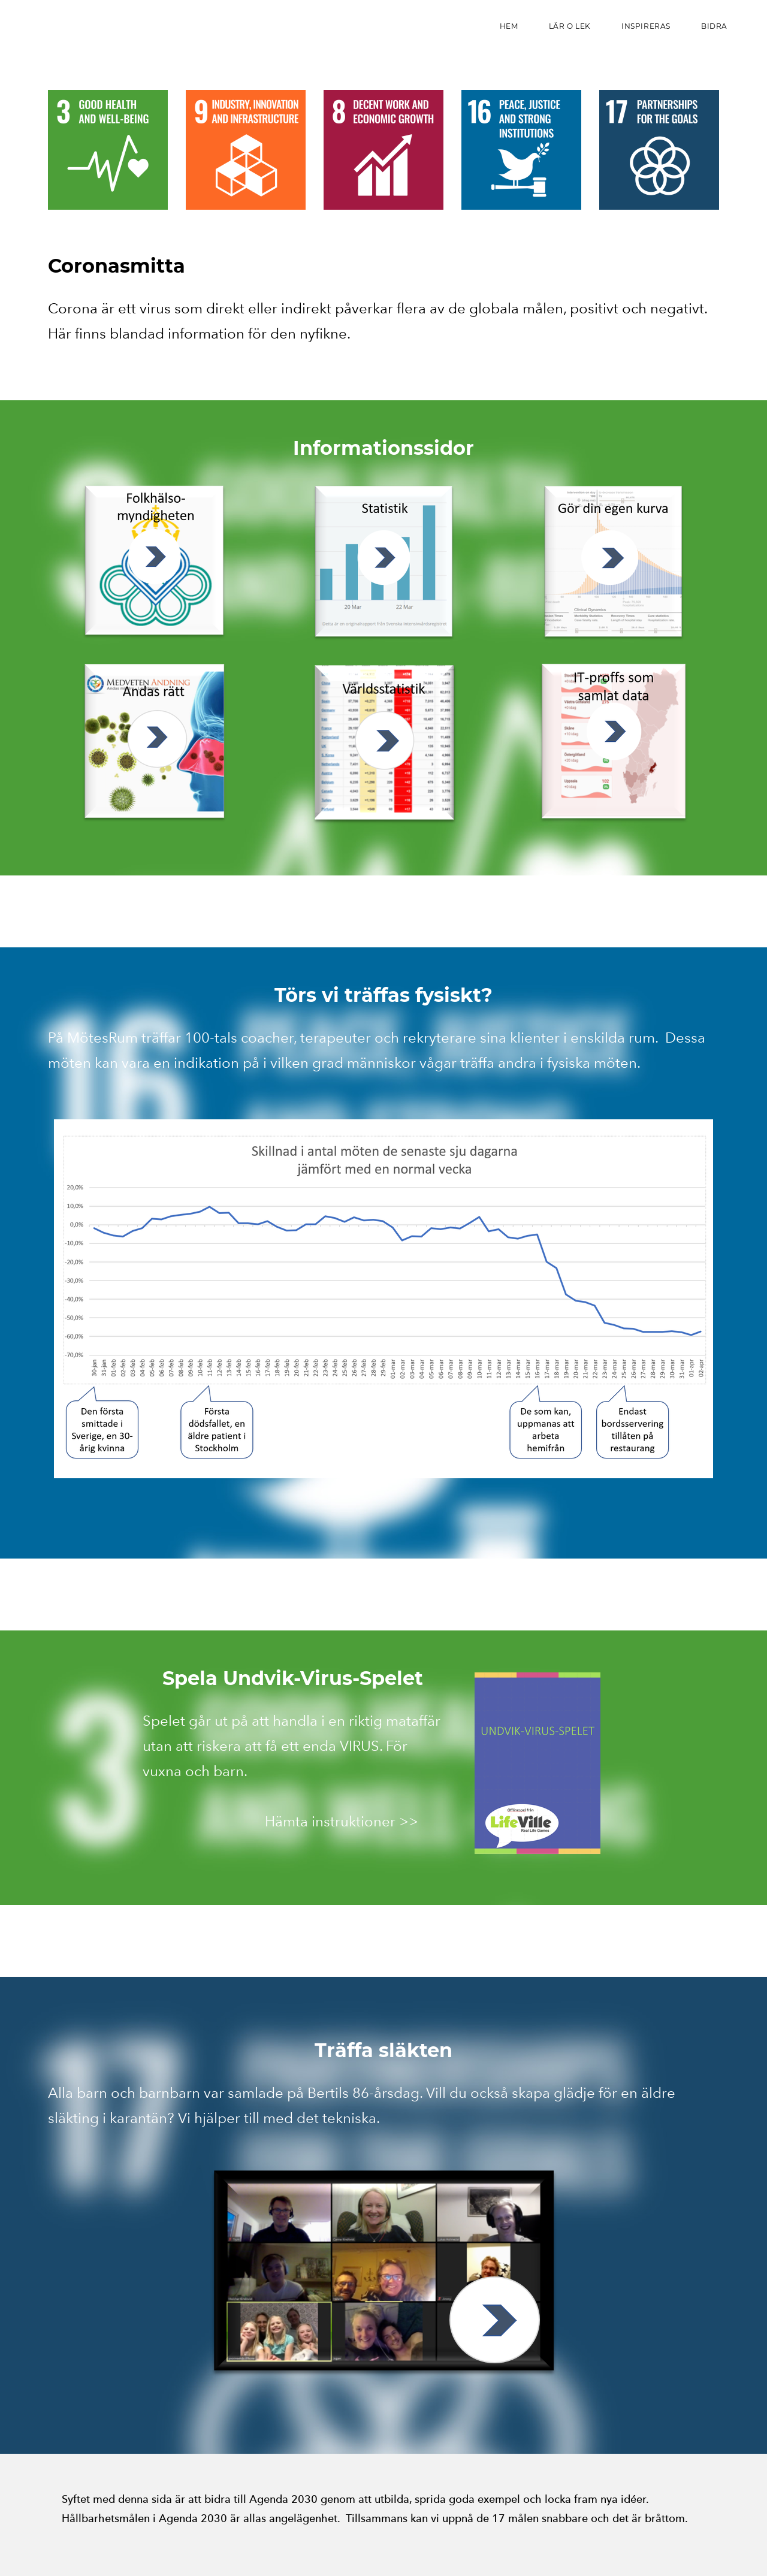 HEM LÄR O LEK INSPIRERAS BIDRA
3 GOOD HEALTH
AND WELL-BEING
9 INDUSTRY, INNOVATION
AND INFRASTRUCTURE
8 DECENT WORK AND
ECONOMIC GROWTH
16 PEACE, JUSTICE
AND STRONG
INSTITUTIONS
17 PARTNERSHIPS
FOR THE GOALS
Coronasmitta
Corona är ett virus som direkt eller indirekt påverkar flera av de globala målen, positivt och negativt.
Här finns blandad information för den nyfikne.
Informationssidor
Folkhälso-
myndigheten
Statistik
20 Mar 22 Mar
Gör din egen kurva
Clinical Dynamics
MEDVETEN ANDNING
Andas rätt
Världsstatistik
IT-proffs som
samlat data
Törs vi träffas fysiskt?
På MötesRum träffar 100-tals coacher, terapeuter och rekryterare sina klienter i enskilda rum. Dessa
möten kan vara en indikation på i vilken grad människor vågar träffa andra i fysiska möten.
Skillnad i antal möten de senaste sju dagarna
jämfört med en normal vecka
20,0%
10,0%
0,0%
-10,0%
-20,0%
-30,0%
-40,0%
-50,0%
-60,0%
-70,0%
30-jan 31-jan 01-feb 02-feb 03-feb 04-feb 05-feb 06-feb 07-feb 08-feb 09-feb 10-feb 11-feb 12-feb 13-feb 14-feb 15-feb 16-feb 17-feb 18-feb 19-feb 20-feb 21-feb 22-feb 23-feb 24-feb 25-feb 26-feb 27-feb 28-feb 29-feb 01-mar 02-mar 03-mar 04-mar 05-mar 06-mar 07-mar 08-mar 09-mar 10-mar 11-mar 12-mar 13-mar 14-mar 15-mar 16-mar 17-mar 18-mar 19-mar 20-mar 21-mar 22-mar 23-mar 24-mar 25-mar 26-mar 27-mar 28-mar 29-mar 30-mar 31-mar 01-apr 02-apr
Den första
smittade i
Sverige, en 30-
årig kvinna
Första
dödsfallet, en
äldre patient i
Stockholm
De som kan,
uppmanas att
arbeta
hemifrån
Endast
bordsservering
tillåten på
restaurang
Spela Undvik-Virus-Spelet
Spelet går ut på att handla i en riktig mataffär
utan att riskera att få ett enda VIRUS. För
vuxna och barn.
Hämta instruktioner >>
UNDVIK-VIRUS-SPELET
Offlinespel från
LifeVille
Real Life Games
Träffa släkten
Alla barn och barnbarn var samlade på Bertils 86-årsdag. Vill du också skapa glädje för en äldre
släkting i karantän? Vi hjälper till med det tekniska.
Syftet med denna sida är att bidra till Agenda 2030 genom att utbilda, sprida goda exempel och locka fram nya idéer.
Hållbarhetsmålen i Agenda 2030 är allas angelägenhet. Tillsammans kan vi uppnå de 17 målen snabbare och det är bråttom.